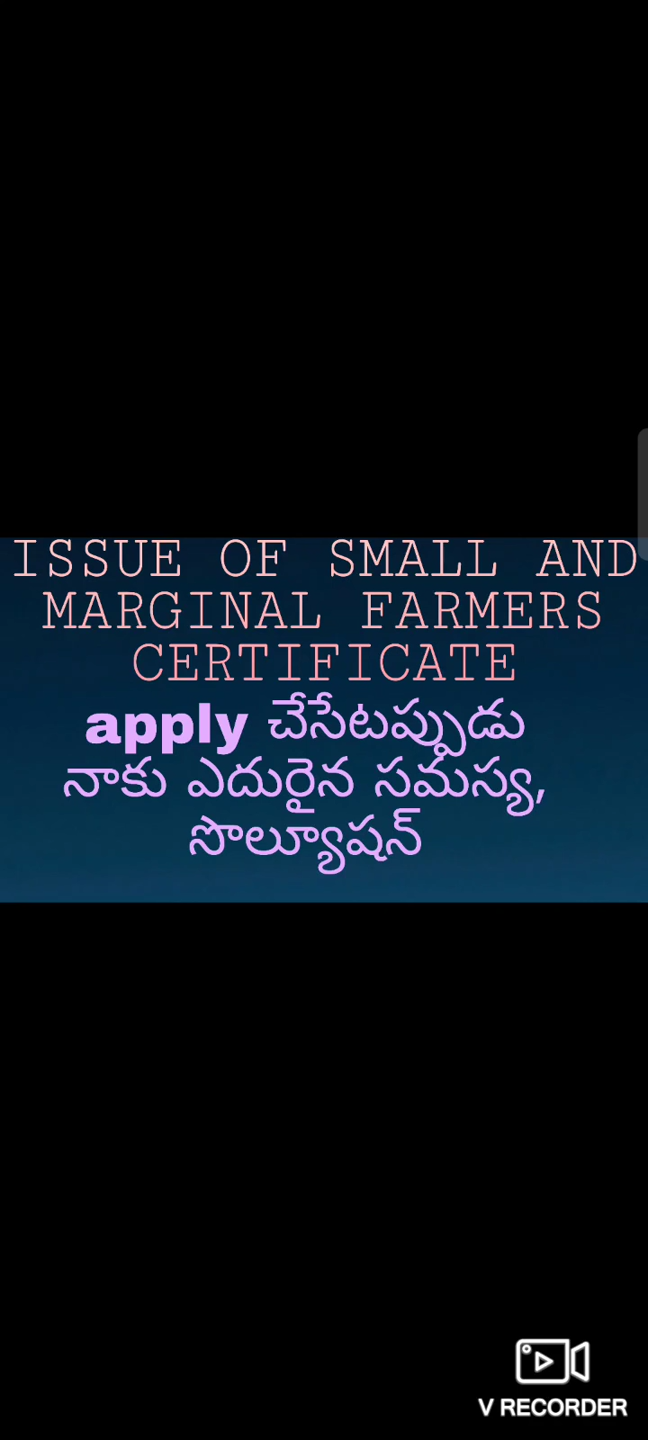 ISSUE OF SMALL AND
MARGINAL FARMERS
CERTIFICATE
apply చేసేటప్పుడు
నాకు ఎదురైన సమస్య,
సొల్యూషన్
V RECORDER